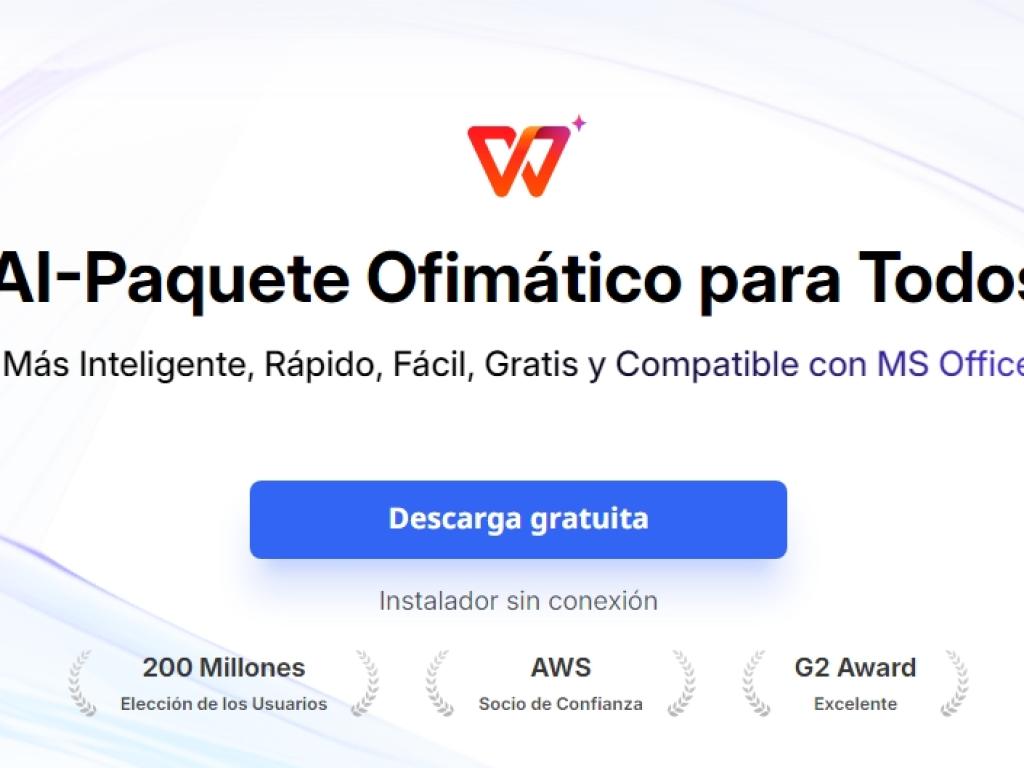 AI-Paquete Ofimático para Todos
Más Inteligente, Rápido, Fácil, Gratis y Compatible con MS Office
Descarga gratuita
Instalador sin conexión
200 Millones
Elección de los Usuarios
AWS
Socio de Confianza
G2 Award
Excelente